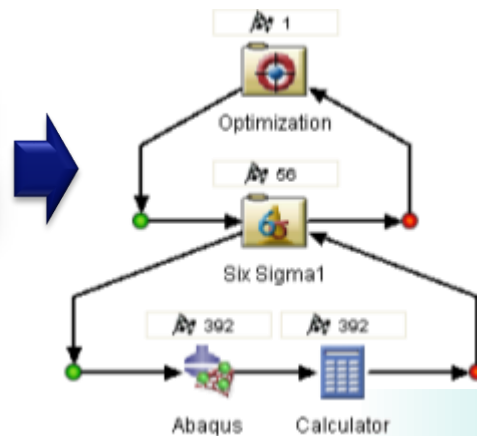 1
Optimization
56
Six Sigma1
392 392
Abaqus Calculator